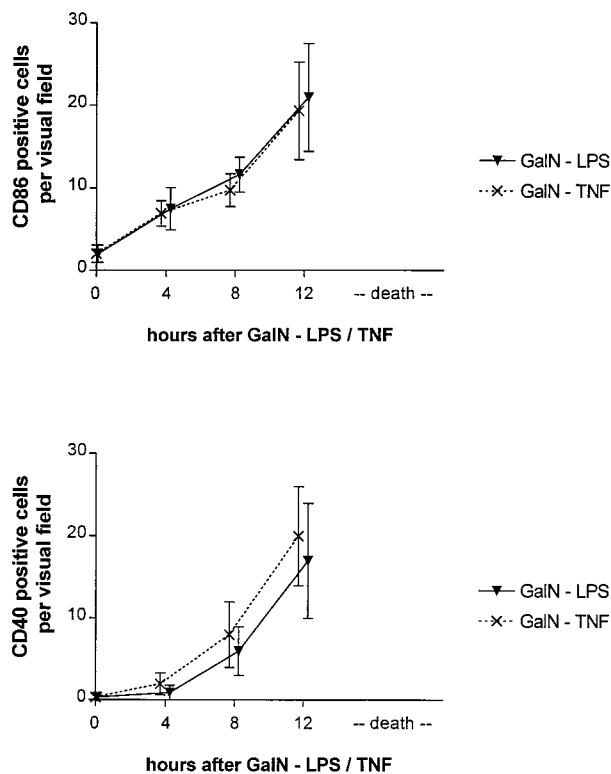 30
20
10
0
CD86 positive cells
per visual field
0 4 8 12 -- death --
hours after GalN - LPS / TNF
GalN - LPS
GalN - TNF
30
20
10
0
CD40 positive cells
per visual field
0 4 8 12 -- death --
hours after GalN - LPS / TNF
GalN - LPS
GalN - TNF